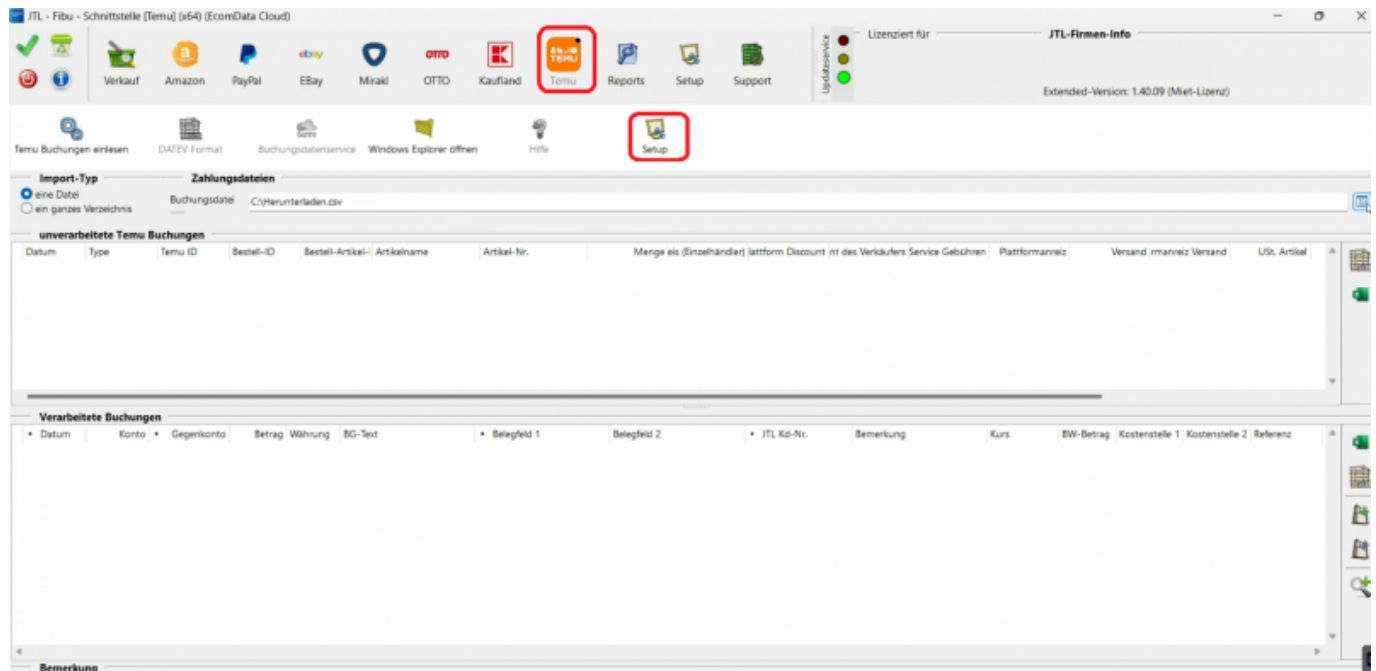 JTL - Fibu - Schnittstelle [Temu] (x64) (EcomData Cloud)
Lizenziert für JTL-Firmen-Info
Updateservice
ebay OTTO K TEMU
Verkauf Amazon PayPal EBay Mirakl OTTO Kaufland Temu Reports Setup Support
Extended-Version: 1.40.09 (Miet-Lizenz)
Temu Buchungen einlesen DATEV Format Buchungsdatenservice Windows Explorer öffnen Hilfe Setup
Import-Typ Zahlungsdateien
eine Datei
Buchungsdatei C:\Herunterladen.csv
ein ganzes Verzeichnis
unverarbeitete Temu Buchungen
Datum Type Temu ID Bestell-ID Bestell-Artikel- Artikelname Artikel-Nr. Menge eis (Einzelhändler) lattform Discount nt des Verkäufers Service Gebühren Plattformanreiz Versand rmanreiz Versand USt. Artikel
Verarbeitete Buchungen
• Datum Konto • Gegenkonto Betrag Währung BG-Text • Belegfeld 1 Belegfeld 2 • JTL Kd-Nr. Bemerkung Kurs BW-Betrag Kostenstelle 1 Kostenstelle 2 Referenz
Bemerkung